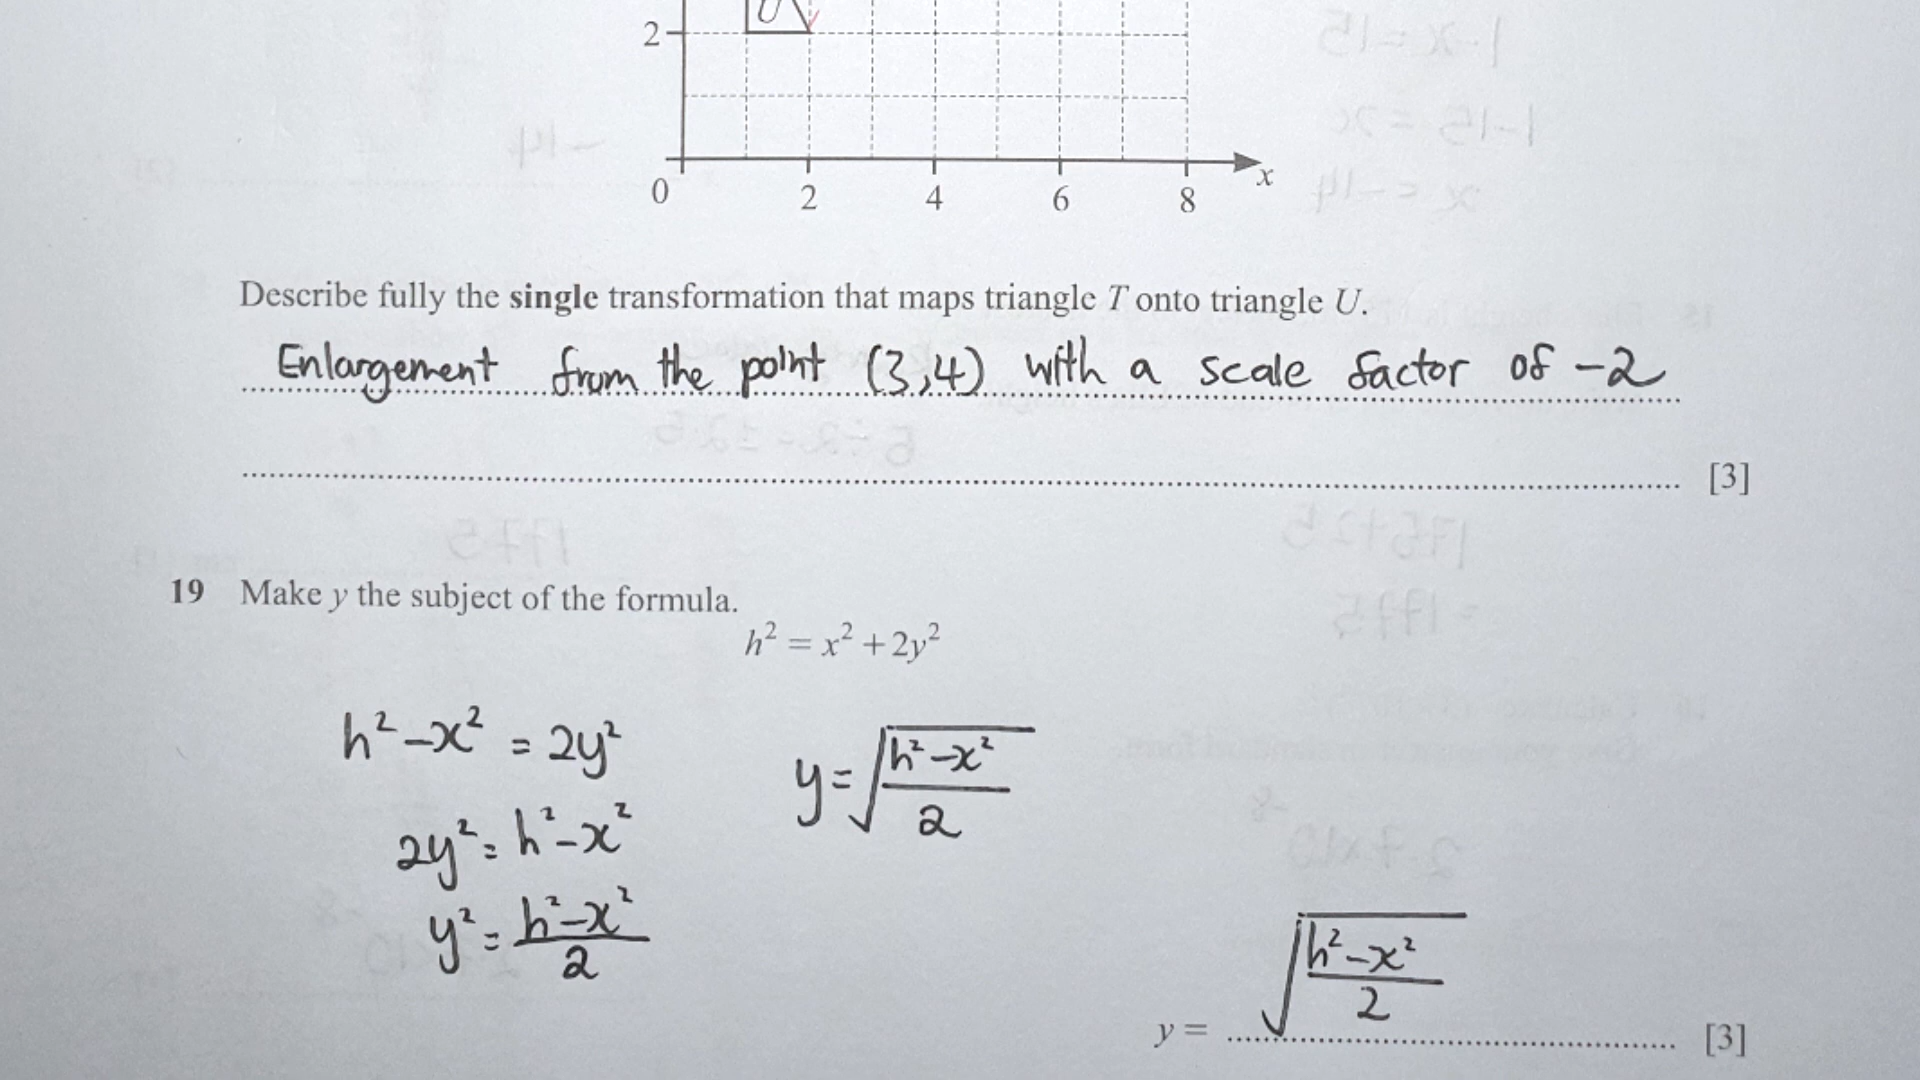 U
2
0 2 4 6 8 x
Describe fully the single transformation that maps triangle T onto triangle U.
Enlargement from the point (3,4) with a scale factor of -2
[3]
19 Make y the subject of the formula.
h² = x² + 2y²
h² - x² = 2y²
2y² = h² - x²
y² = (h² - x²)/2
y = √((h² - x²)/2)
y = √((h² - x²)/2) [3]